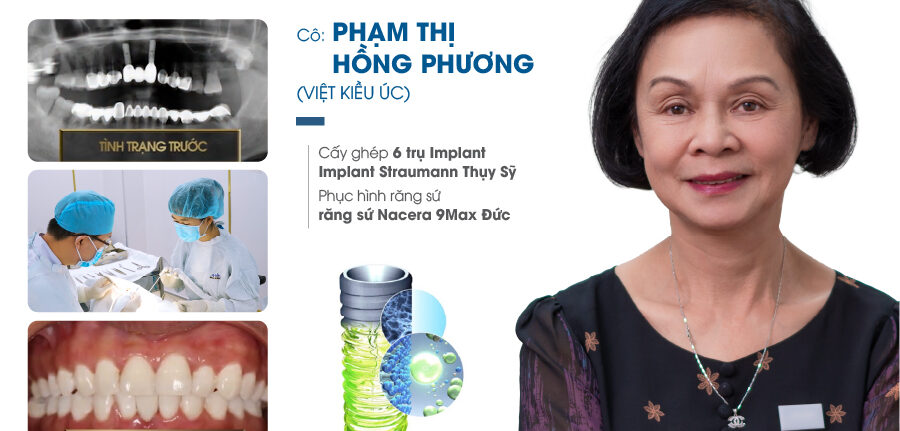 Cô: PHẠM THỊ
HỒNG PHƯƠNG
(VIỆT KIỀU ÚC)
Cấy ghép 6 trụ Implant
Implant Straumann Thụy Sỹ
Phục hình răng sứ
răng sứ Nacera 9Max Đức
TÌNH TRẠNG TRƯỚC